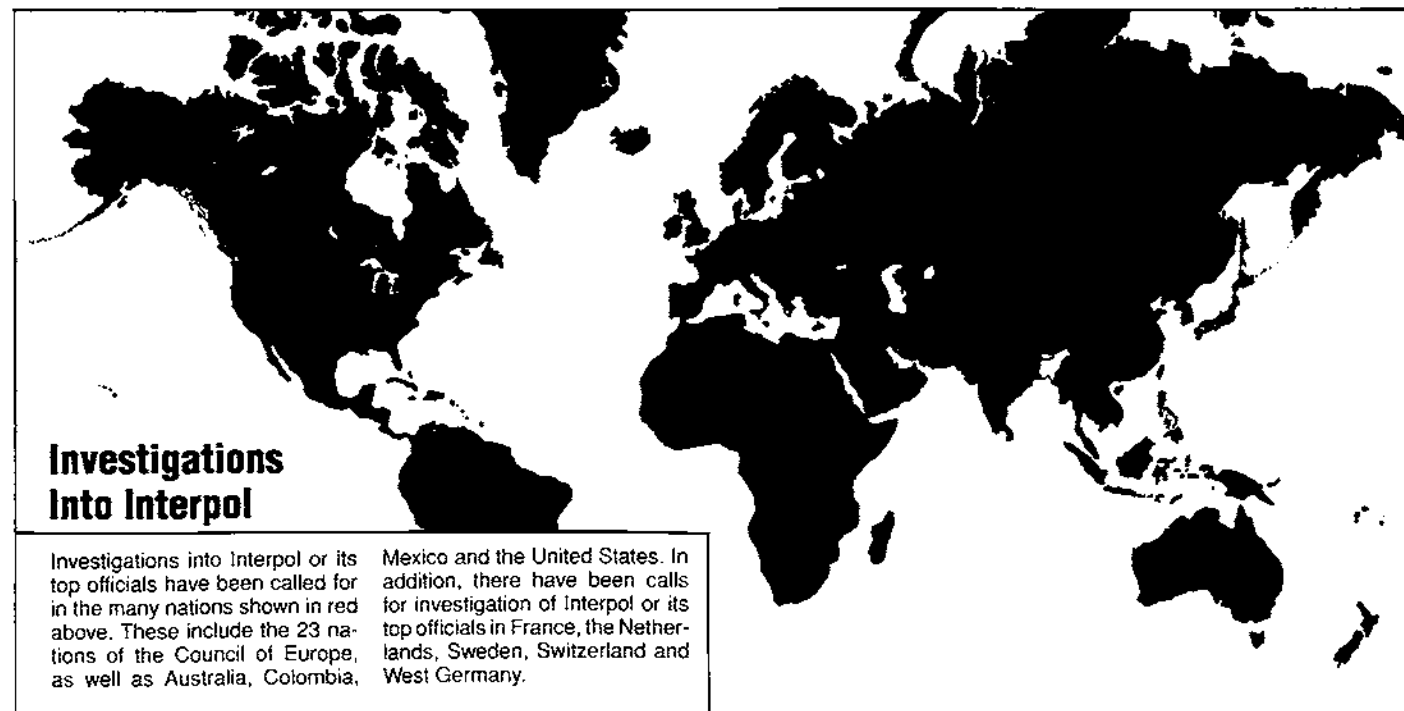 Investigations
Into Interpol
Investigations into Interpol or its
top officials have been called for
in the many nations shown in red
above. These include the 23 na-
tions of the Council of Europe,
as well as Australia, Colombia,
Mexico and the United States. In
addition, there have been calls
for investigation of Interpol or its
top officials in France, the Nether-
lands, Sweden, Switzerland and
West Germany.